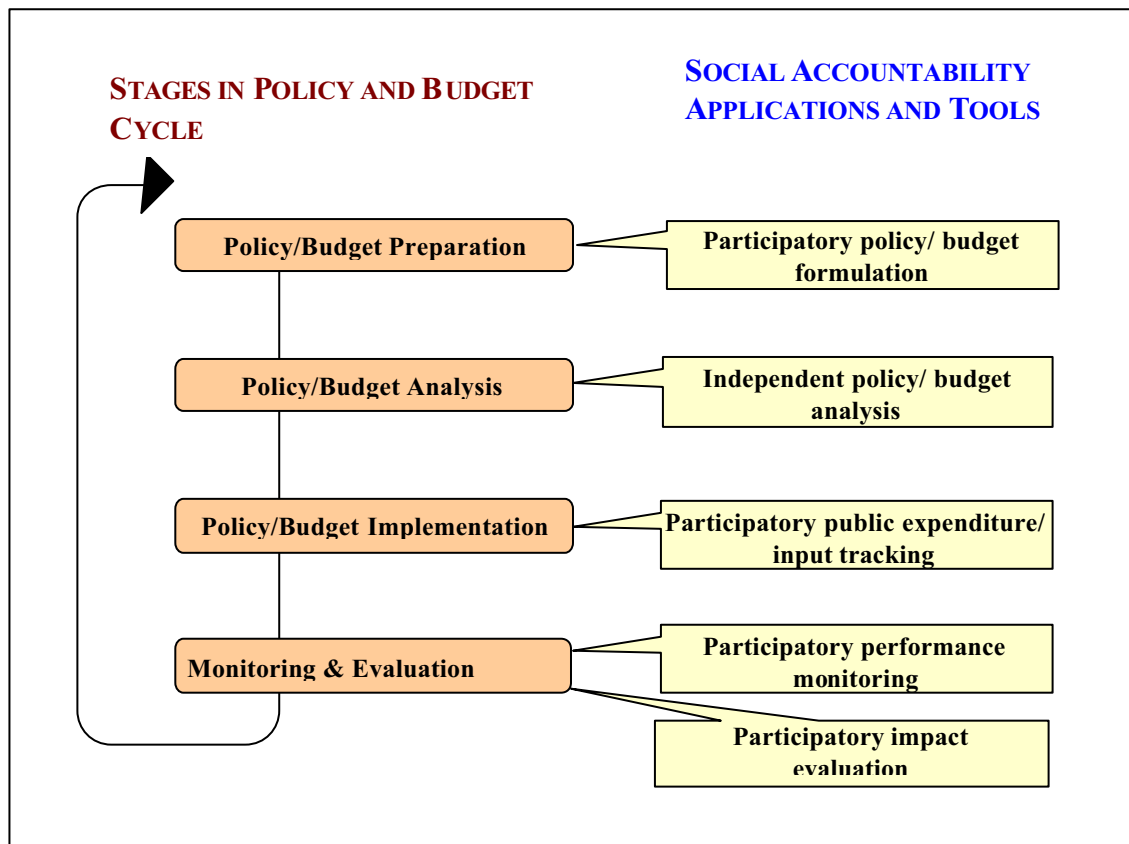 STAGES IN POLICY AND BUDGET
CYCLE
SOCIAL ACCOUNTABILITY
APPLICATIONS AND TOOLS
Policy/Budget Preparation
Participatory policy/ budget
formulation
Policy/Budget Analysis
Independent policy/ budget
analysis
Policy/Budget Implementation
Participatory public expenditure/
input tracking
Monitoring & Evaluation
Participatory performance
monitoring
Participatory impact
evaluation